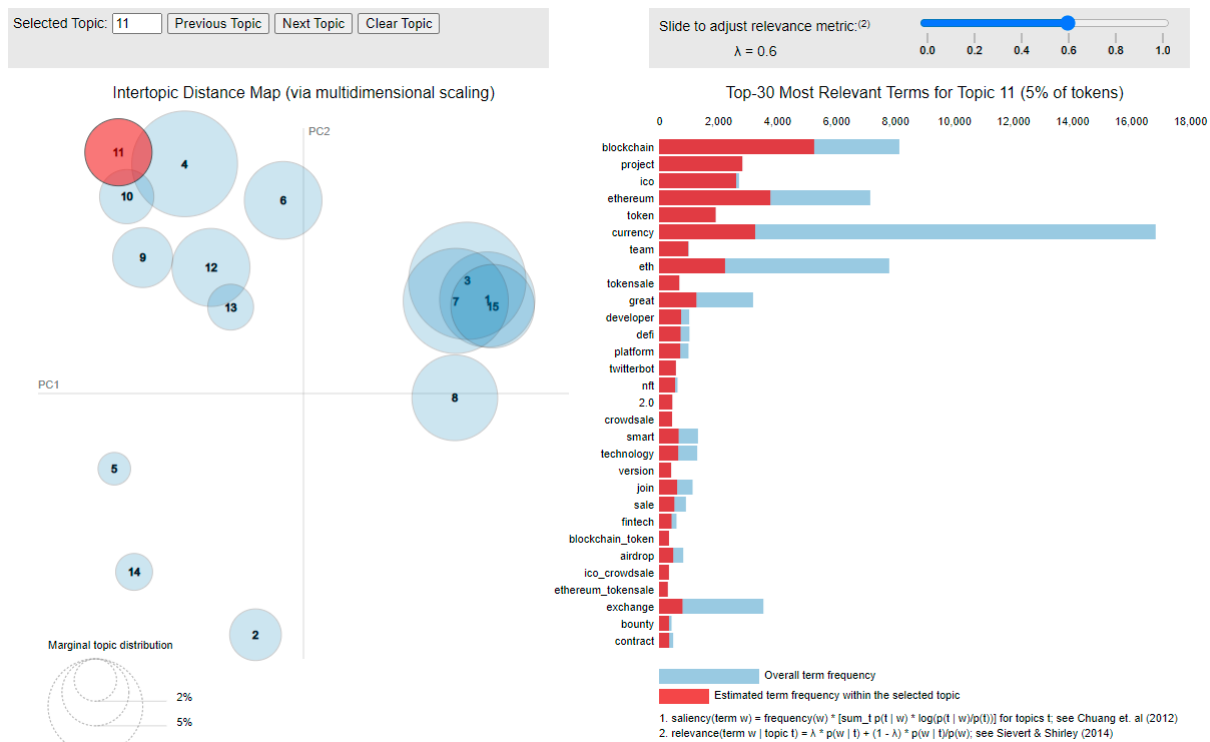 Selected Topic: 11 Previous Topic Next Topic Clear Topic
Slide to adjust relevance metric:(2)
λ = 0.6
0.0 0.2 0.4 0.6 0.8 1.0
Intertopic Distance Map (via multidimensional scaling)
PC2
PC1
11
4
10
6
9
12
13
3
7
1
15
8
5
14
2
Marginal topic distribution
2%
5%
Top-30 Most Relevant Terms for Topic 11 (5% of tokens)
0 2,000 4,000 6,000 8,000 10,000 12,000 14,000 16,000 18,000
blockchain
project
ico
ethereum
token
currency
team
eth
tokensale
great
developer
defi
platform
twitterbot
nft
2.0
crowdsale
smart
technology
version
join
sale
fintech
blockchain_token
airdrop
ico_crowdsale
ethereum_tokensale
exchange
bounty
contract
Overall term frequency
Estimated term frequency within the selected topic
1. saliency(term w) = frequency(w) * [sum_t p(t | w) * log(p(t | w)/p(t))] for topics t; see Chuang et. al (2012)
2. relevance(term w | topic t) = λ * p(w | t) + (1 - λ) * p(w | t)/p(w); see Sievert & Shirley (2014)